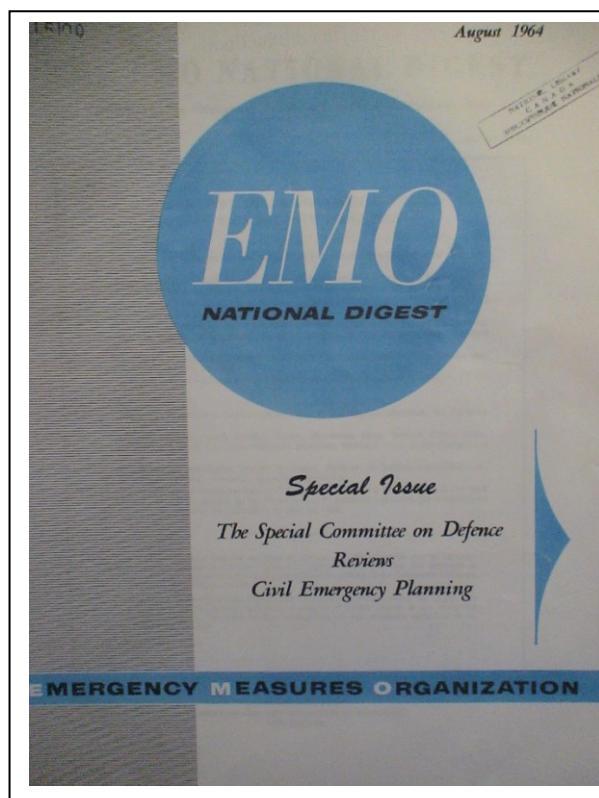 August 1964
EMO
NATIONAL DIGEST
Special Issue
The Special Committee on Defence
Reviews
Civil Emergency Planning
EMERGENCY MEASURES ORGANIZATION